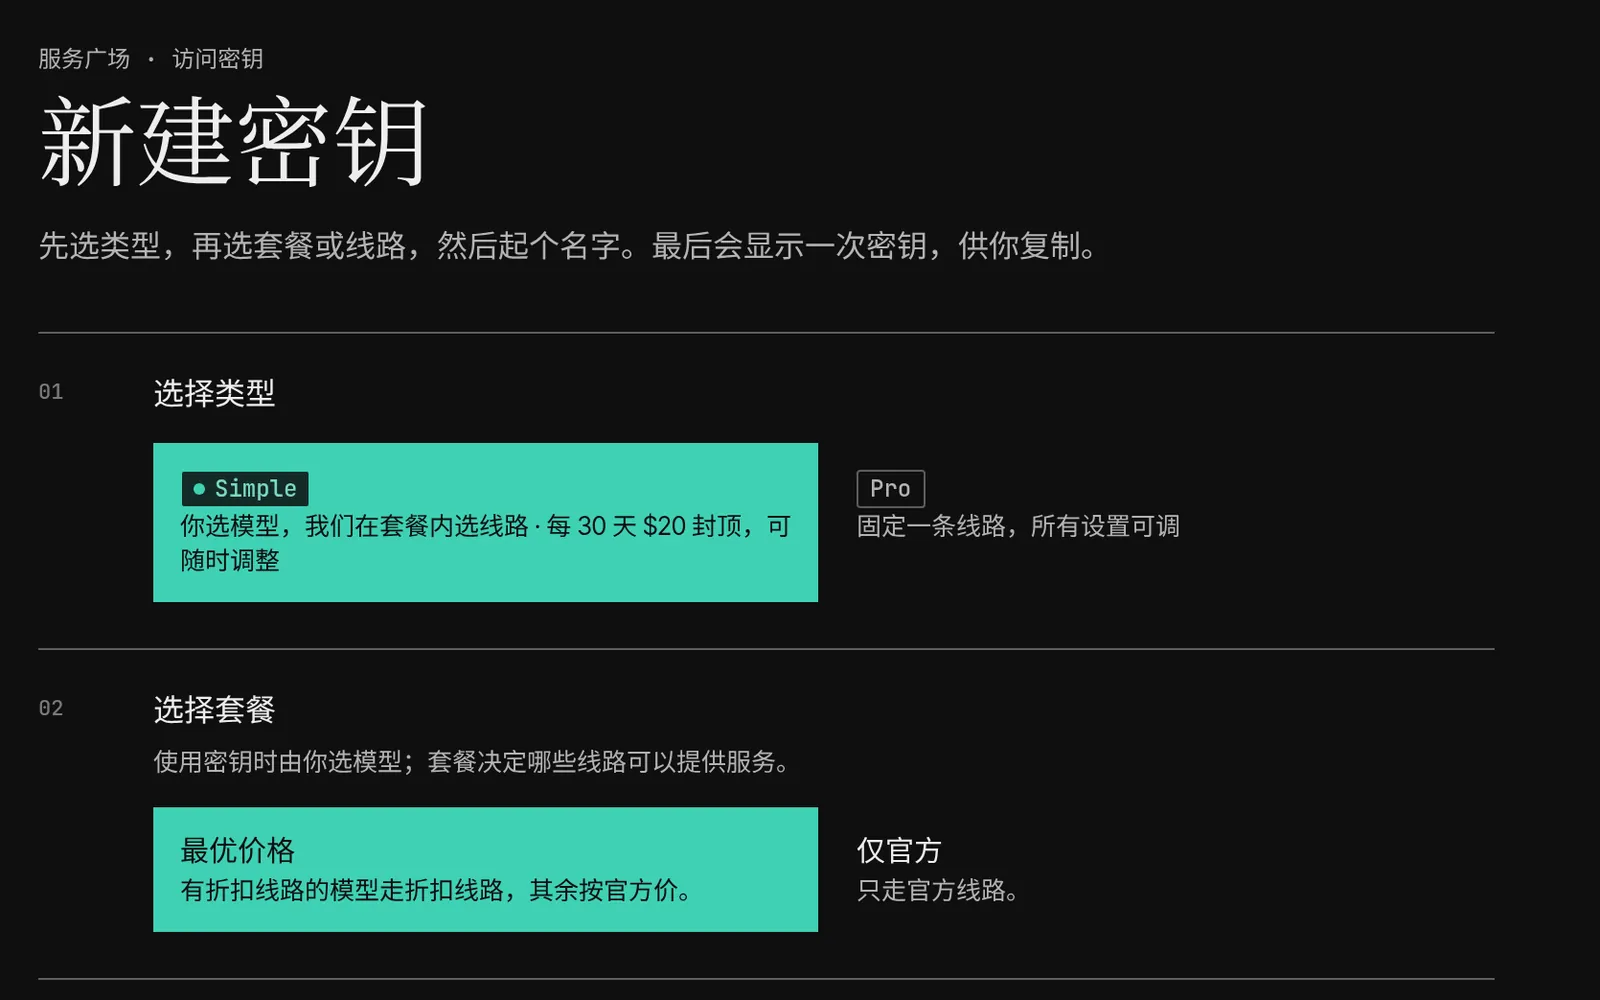 服务广场 · 访问密钥
新建密钥
先选类型，再选套餐或线路，然后起个名字。最后会显示一次密钥，供你复制。
01
选择类型
Simple
你选模型，我们在套餐内选线路 · 每 30 天 $20 封顶，可
随时调整
Pro
固定一条线路，所有设置可调
02
选择套餐
使用密钥时由你选模型；套餐决定哪些线路可以提供服务。
最优价格
有折扣线路的模型走折扣线路，其余按官方价。
仅官方
只走官方线路。